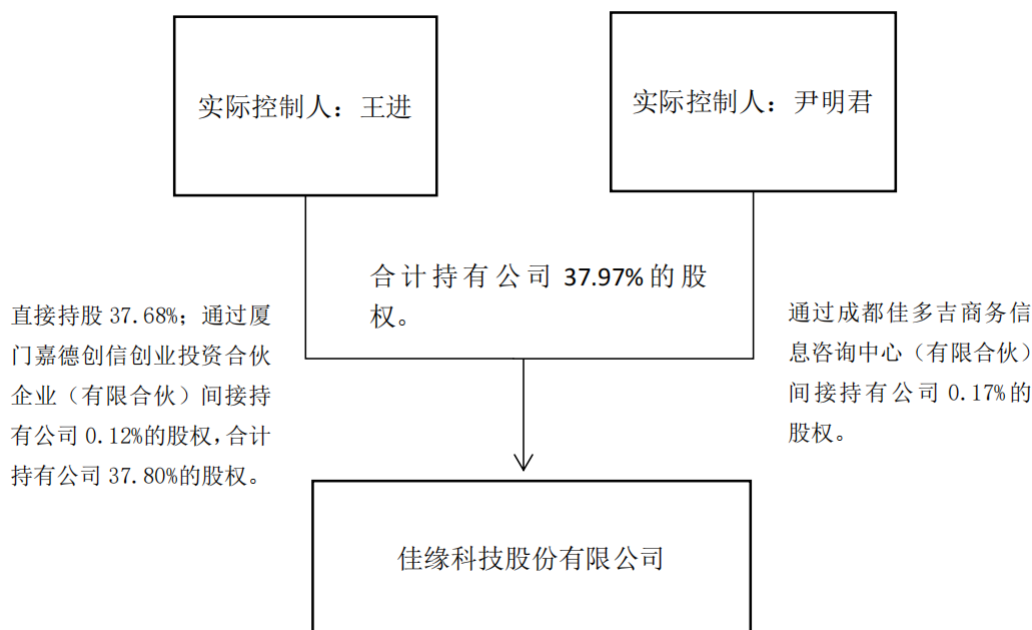 实际控制人：王进
实际控制人：尹明君
合计持有公司 37.97%的股
权。
直接持股 37.68%；通过厦
门嘉德创信创业投资合伙
企业（有限合伙）间接持
有公司 0.12%的股权，合计
持有公司 37.80%的股权。
通过成都佳多吉商务信
息咨询中心（有限合伙）
间接持有公司 0.17%的
股权。
佳缘科技股份有限公司